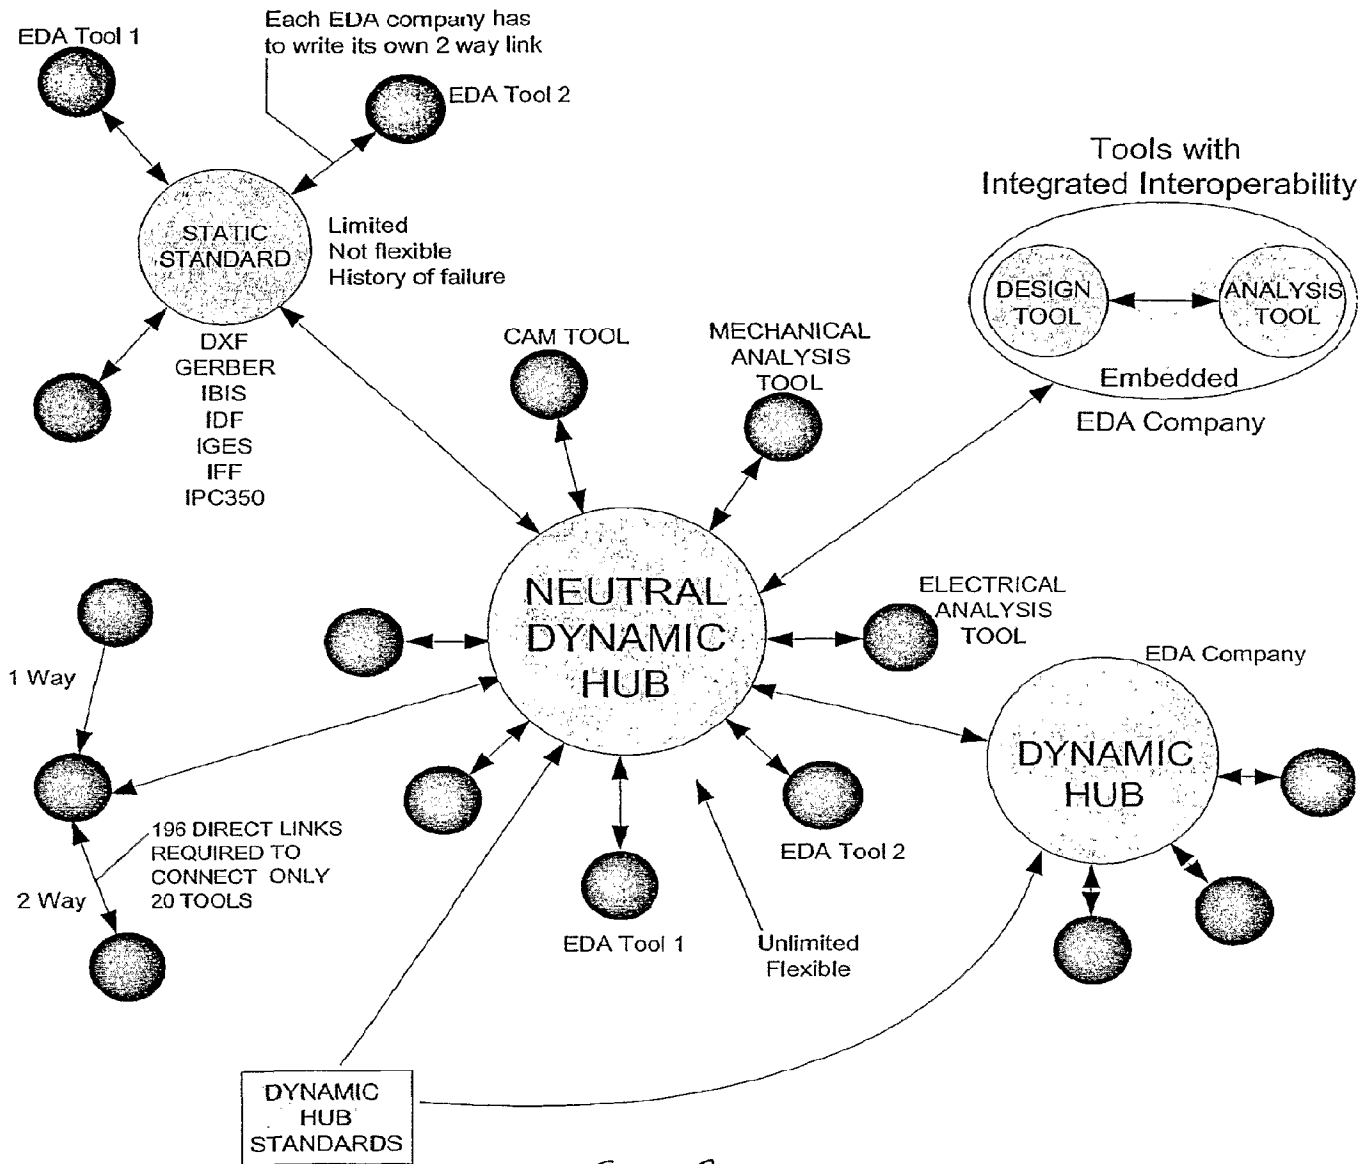 EDA Tool 1
Each EDA company has
to write its own 2 way link
EDA Tool 2
STATIC
STANDARD
Limited
Not flexible
History of failure
DXF
GERBER
IBIS
IDF
IGES
IFF
IPC350
Tools with
Integrated Interoperability
DESIGN
TOOL
ANALYSIS
TOOL
Embedded
EDA Company
CAM TOOL
MECHANICAL
ANALYSIS
TOOL
NEUTRAL
DYNAMIC
HUB
ELECTRICAL
ANALYSIS
TOOL
EDA Company
DYNAMIC
HUB
1 Way
2 Way
196 DIRECT LINKS
REQUIRED TO
CONNECT ONLY
20 TOOLS
EDA Tool 2
EDA Tool 1
Unlimited
Flexible
DYNAMIC
HUB
STANDARDS